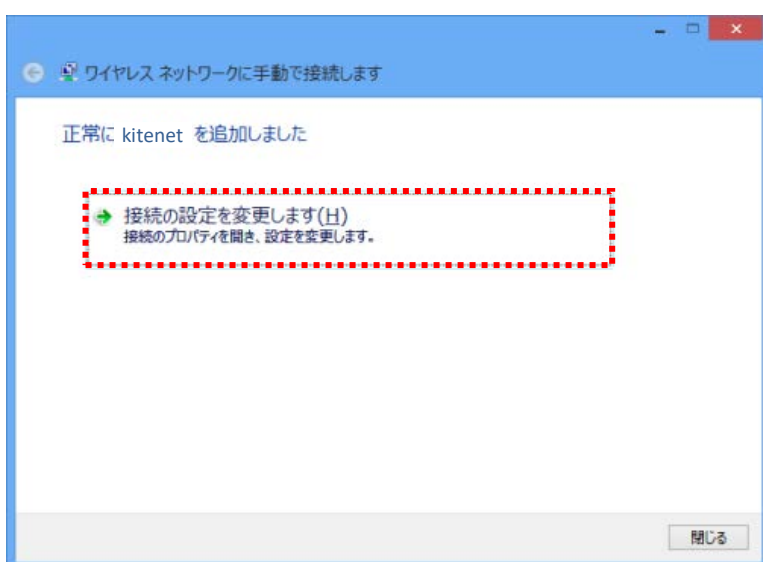 ワイヤレス ネットワークに手動で接続します
正常に kitenet を追加しました
接続の設定を変更します(H)
接続のプロパティを開き、設定を変更します。
閉じる